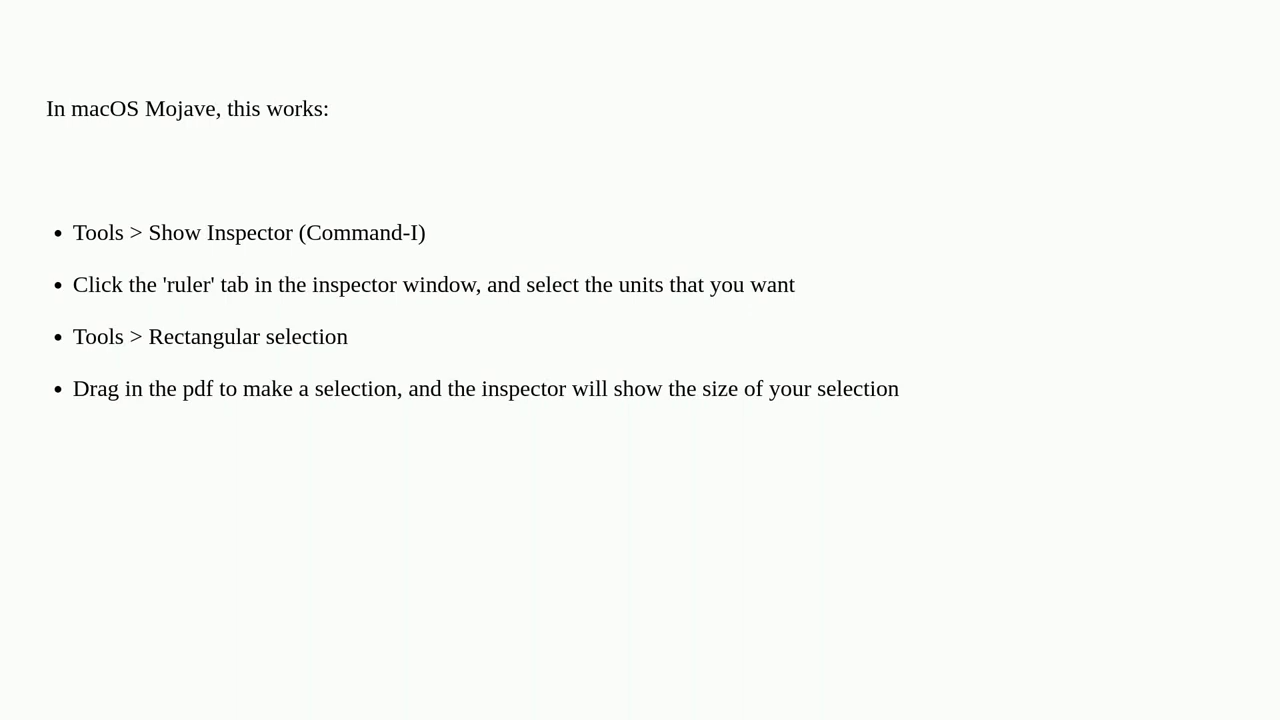 In macOS Mojave, this works:
• Tools > Show Inspector (Command-I)
• Click the 'ruler' tab in the inspector window, and select the units that you want
• Tools > Rectangular selection
• Drag in the pdf to make a selection, and the inspector will show the size of your selection